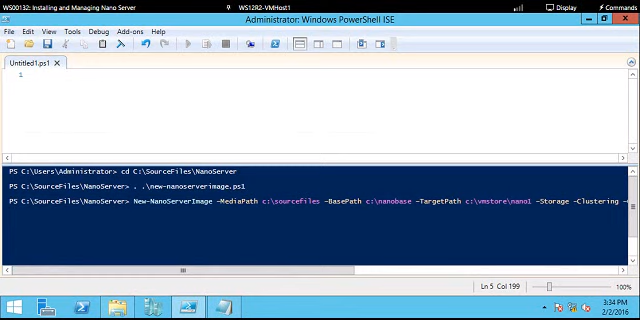 WS00132: Installing and Managing Nano Server
WS12R2-VMHost1
Display
Commands
Administrator: Windows PowerShell ISE
File Edit View Tools Debug Add-ons Help
Untitled1.ps1
1
PS C:\Users\Administrator> cd C:\SourceFiles\NanoServer
PS C:\SourceFiles\NanoServer> . .\new-nanoserverimage.ps1
PS C:\SourceFiles\NanoServer> New-NanoServerImage -MediaPath c:\sourcefiles -BasePath c:\nanobase -TargetPath c:\vmstore\nano1 -Storage -Clustering -
Ln 5 Col 199
100%
3:34 PM
2/2/2016